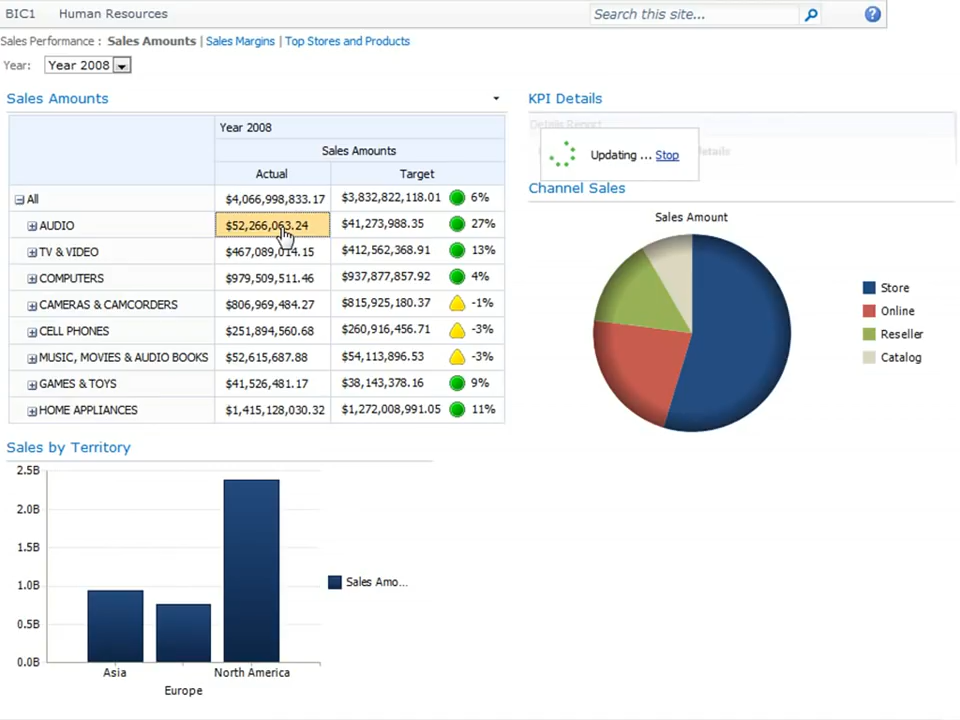 BIC1 Human Resources Search this site...
Sales Performance : Sales Amounts | Sales Margins | Top Stores and Products
Year: Year 2008
Sales Amounts
Year 2008
Sales Amounts
Actual Target
All $4,066,998,833.17 $3,832,822,118.01 6%
AUDIO $52,266,063.24 $41,273,988.35 27%
TV & VIDEO $467,089,014.15 $412,562,368.91 13%
COMPUTERS $979,509,511.46 $937,877,857.92 4%
CAMERAS & CAMCORDERS $806,969,484.27 $815,925,180.37 -1%
CELL PHONES $251,894,560.68 $260,916,456.71 -3%
MUSIC, MOVIES & AUDIO BOOKS $52,615,687.88 $54,113,896.53 -3%
GAMES & TOYS $41,526,481.17 $38,143,378.16 9%
HOME APPLIANCES $1,415,128,030.32 $1,272,008,991.05 11%
KPI Details
Details Report
Updating ... Stop
Channel Sales
Sales Amount
Store
Online
Reseller
Catalog
Sales by Territory
2.5B
2.0B
1.5B
1.0B
0.5B
0.0B
Asia
Europe
North America
Sales Amo...